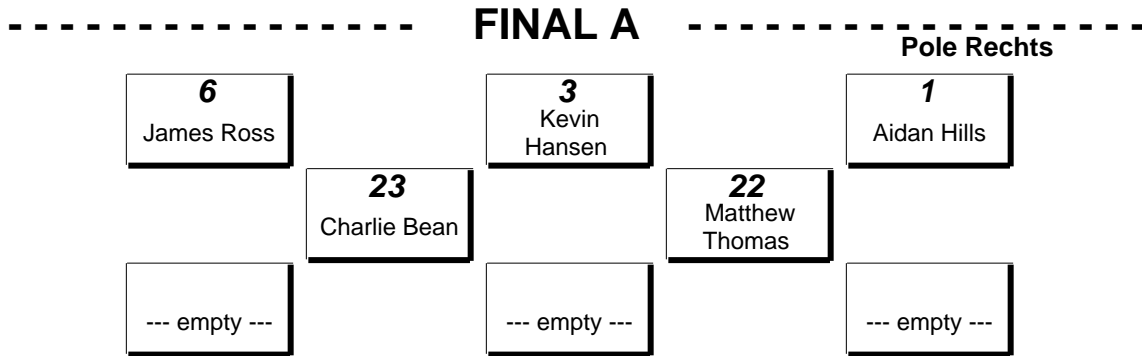 FINAL A
Pole Rechts
6
James Ross
3
Kevin
Hansen
1
Aidan Hills
23
Charlie Bean
22
Matthew
Thomas
--- empty ---
--- empty ---
--- empty ---